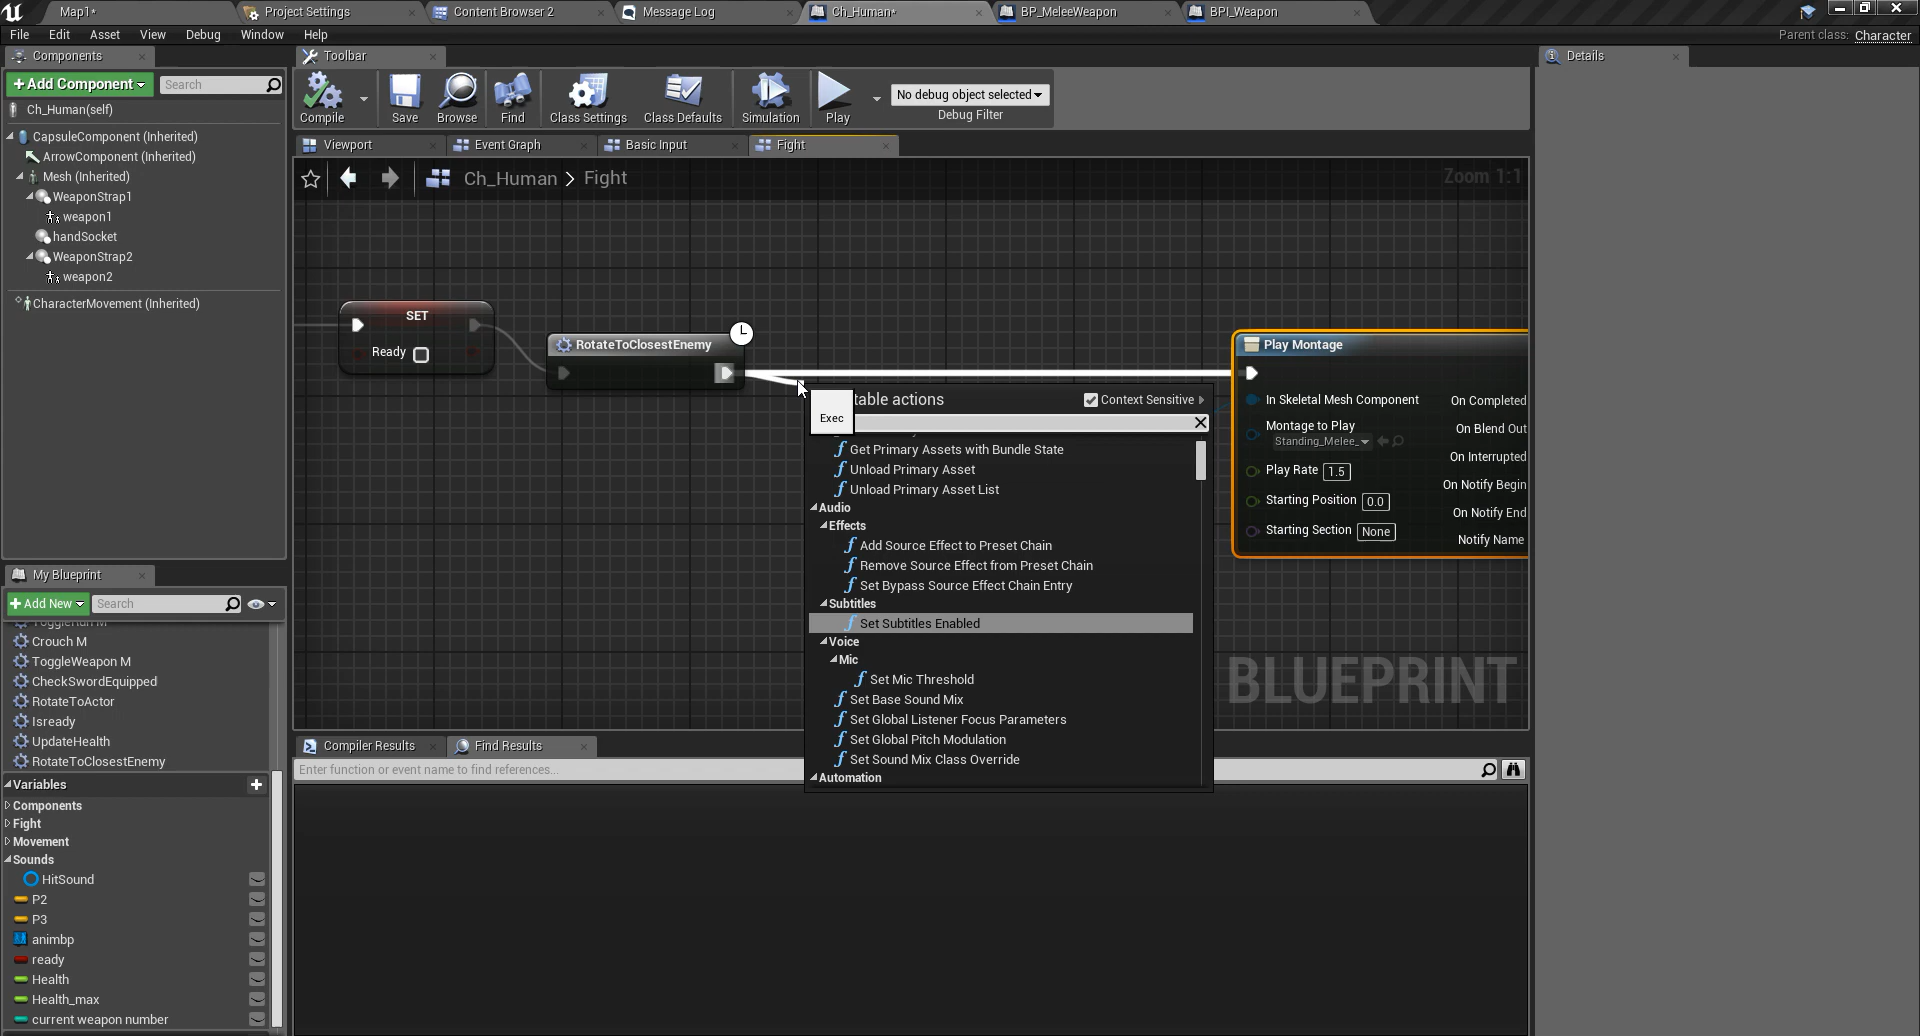 Map1*
Project Settings
Content Browser 2
Message Log
Ch_Human*
BP_MeleeWeapon
BPI_Weapon
File Edit Asset View Debug Window Help
Parent class: Character
Components
Toolbar
Details
+Add Component
Search
Ch_Human(self)
CapsuleComponent (Inherited)
ArrowComponent (Inherited)
Mesh (Inherited)
WeaponStrap1
weapon1
handSocket
WeaponStrap2
weapon2
CharacterMovement (Inherited)
Compile
Save
Browse
Find
Class Settings
Class Defaults
Simulation
Play
No debug object selected
Debug Filter
Viewport
Event Graph
Basic Input
Fight
Ch_Human > Fight
Zoom 1:1
SET
Ready
RotateToClosestEnemy
Play Montage
In Skeletal Mesh Component
Montage to Play
Standing_Melee_
Play Rate 1.5
Starting Position 0.0
Starting Section None
On Completed
On Blend Out
On Interrupted
On Notify Begin
On Notify End
Notify Name
Exec
table actions
Context Sensitive
Get Primary Assets with Bundle State
Unload Primary Asset
Unload Primary Asset List
Audio
Effects
Add Source Effect to Preset Chain
Remove Source Effect from Preset Chain
Set Bypass Source Effect Chain Entry
Subtitles
Set Subtitles Enabled
Voice
Mic
Set Mic Threshold
Set Base Sound Mix
Set Global Listener Focus Parameters
Set Global Pitch Modulation
Set Sound Mix Class Override
Automation
BLUEPRINT
My Blueprint
+Add New
Search
ToggleRun M
Crouch M
ToggleWeapon M
CheckSwordEquipped
RotateToActor
Isready
UpdateHealth
RotateToClosestEnemy
Variables
Components
Fight
Movement
Sounds
HitSound
P2
P3
animbp
ready
Health
Health_max
current weapon number
Compiler Results
Find Results
Enter function or event name to find references...